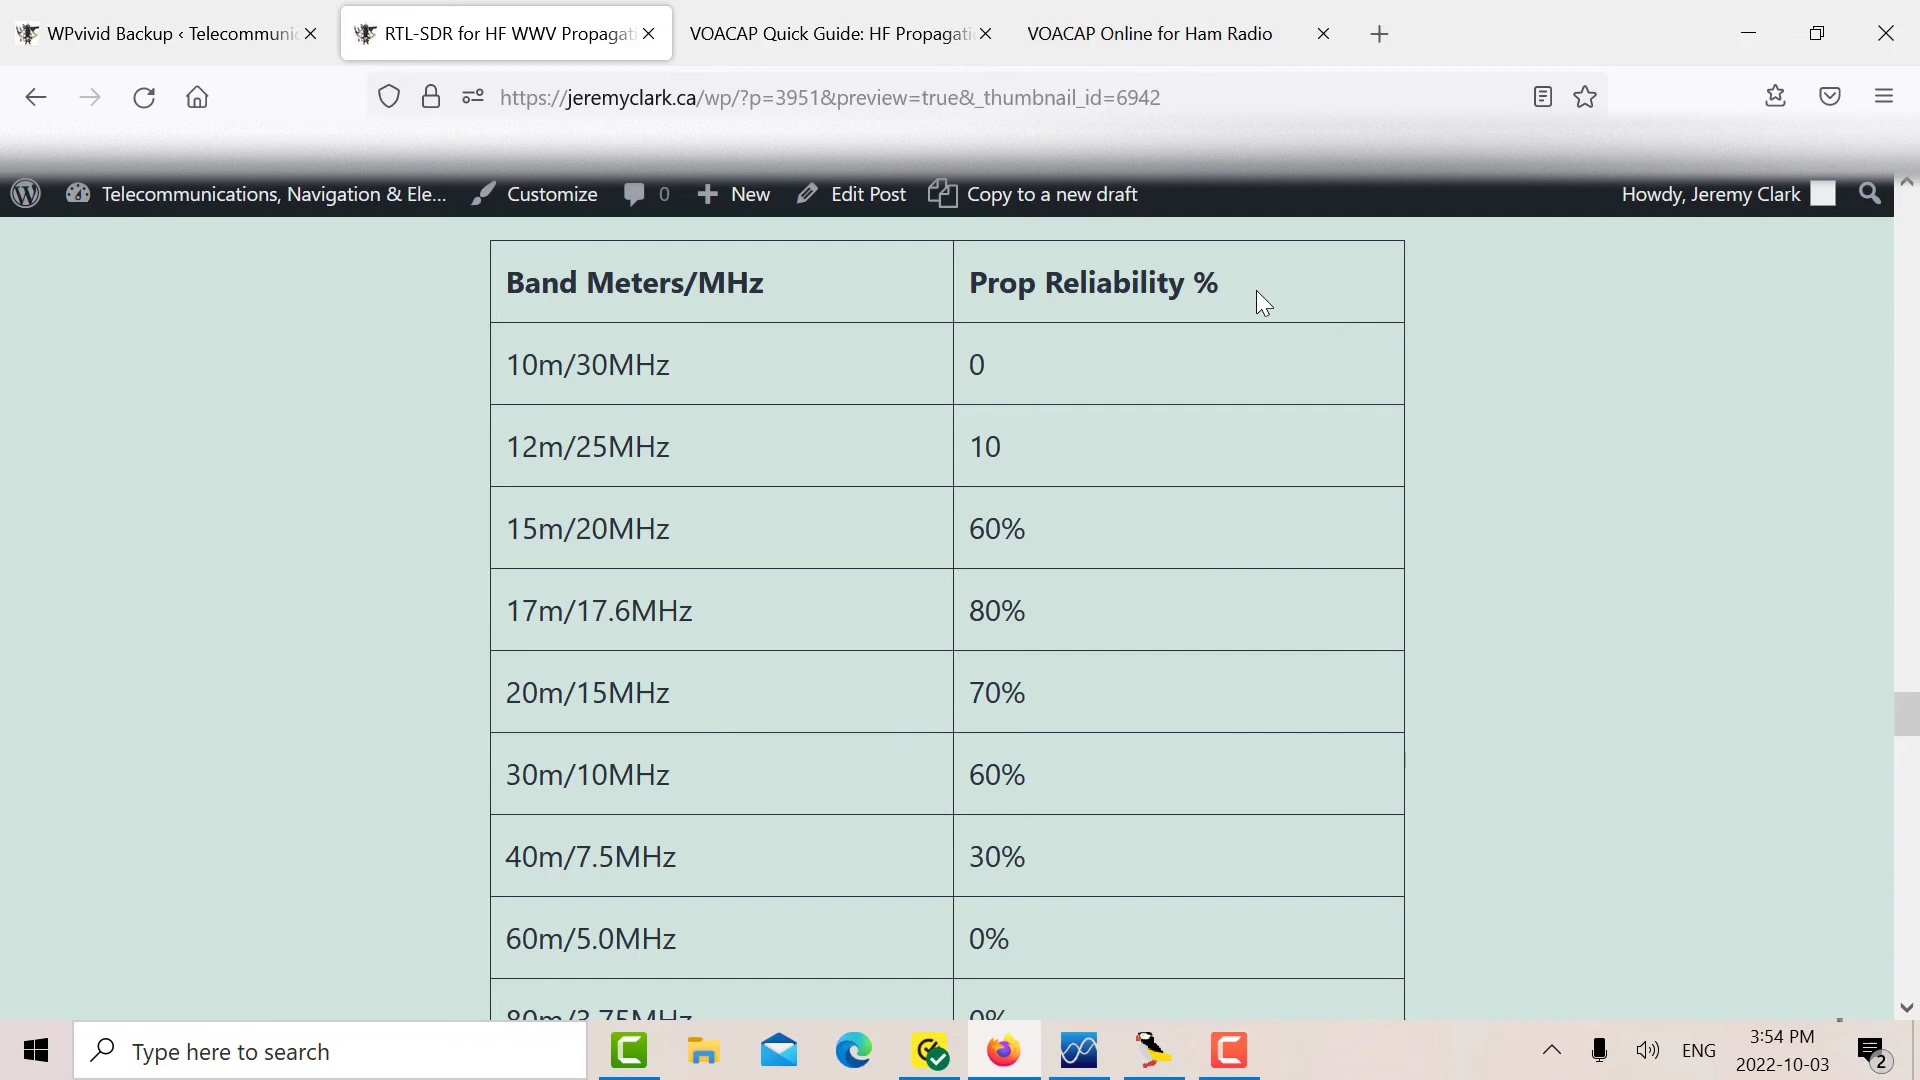 WPvivid Backup ‹ Telecommuni
RTL-SDR for HF WWV Propagati
VOACAP Quick Guide: HF Propagati
VOACAP Online for Ham Radio
https://jeremyclark.ca/wp/?p=3951&preview=true&_thumbnail_id=6942
Telecommunications, Navigation & Ele...
Customize
0
New
Edit Post
Copy to a new draft
Howdy, Jeremy Clark
Band Meters/MHz Prop Reliability %
10m/30MHz 0
12m/25MHz 10
15m/20MHz 60%
17m/17.6MHz 80%
20m/15MHz 70%
30m/10MHz 60%
40m/7.5MHz 30%
60m/5.0MHz 0%
80m/3.75MHz 0%
Type here to search
ENG
3:54 PM
2022-10-03
2